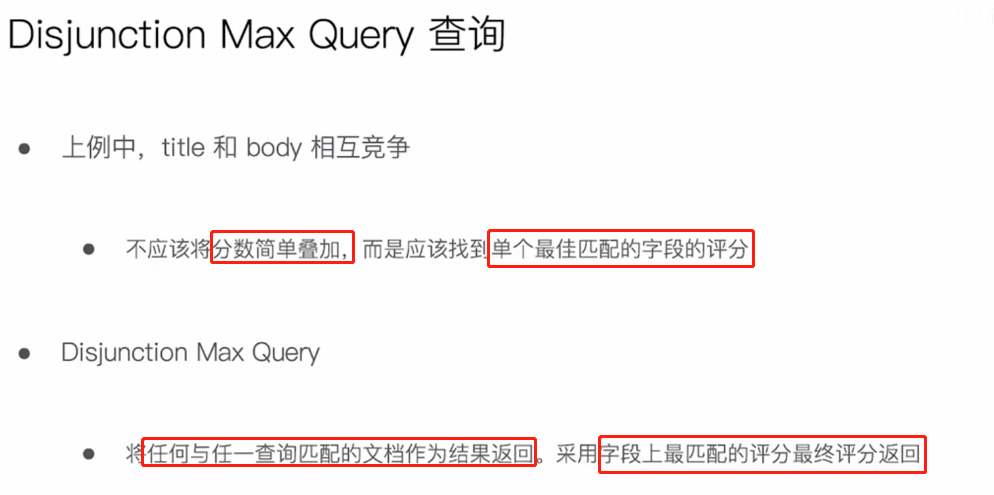 Disjunction Max Query 查询
上例中，title 和 body 相互竞争
不应该将分数简单叠加，而是应该找到单个最佳匹配的字段的评分
Disjunction Max Query
将任何与任一查询匹配的文档作为结果返回。采用字段上最匹配的评分最终评分返回